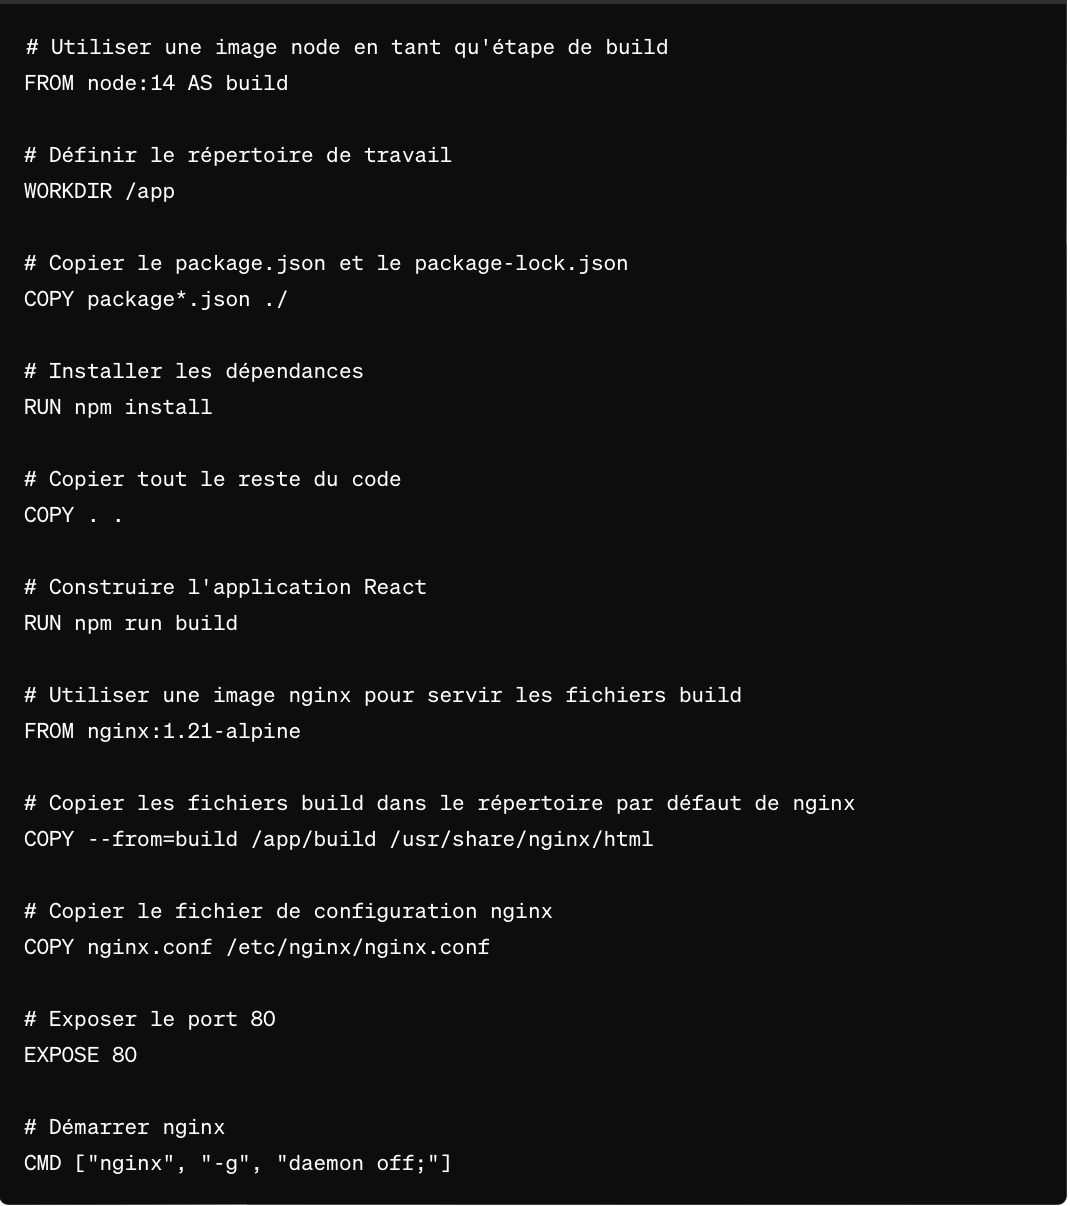 # Utiliser une image node en tant qu'étape de build
FROM node:14 AS build
# Définir le répertoire de travail
WORKDIR /app
# Copier le package.json et le package-lock.json
COPY package*.json ./
# Installer les dépendances
RUN npm install
# Copier tout le reste du code
COPY . .
# Construire l'application React
RUN npm run build
# Utiliser une image nginx pour servir les fichiers build
FROM nginx:1.21-alpine
# Copier les fichiers build dans le répertoire par défaut de nginx
COPY --from=build /app/build /usr/share/nginx/html
# Copier le fichier de configuration nginx
COPY nginx.conf /etc/nginx/nginx.conf
# Exposer le port 80
EXPOSE 80
# Démarrer nginx
CMD ["nginx", "-g", "daemon off;"]